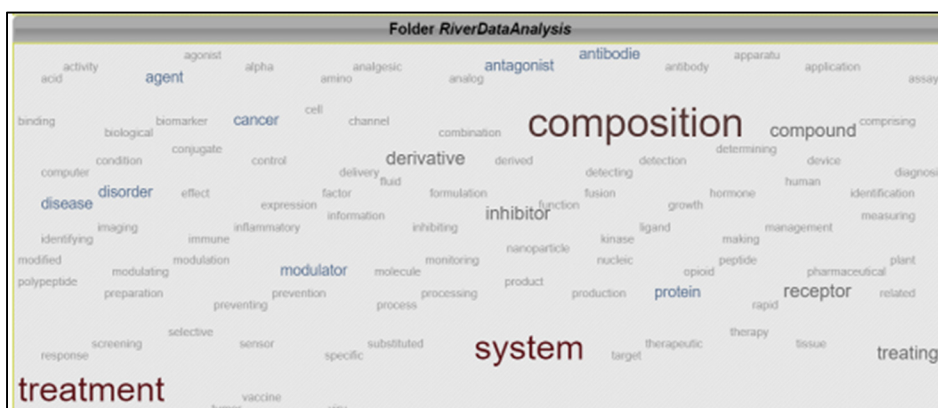 Folder RiverDataAnalysis
agonist antibodie apparatu
activity alpha analgesic antagonist antibody application
acid agent amino analog assay
cell
binding biomarker cancer channel composition comprising
biological combination compound
conjugate determining
condition control derivative derived detection device
computer delivery detecting diagnosi
fluid human
disorder effect factor formulation fusion hormone identification
disease expression function growth
information inhibitor measuring
imaging inflammatory inhibiting ligand management
identifying immune kinase making
nanoparticle
modified modulation monitoring nucleic peptide plant
modulating modulator molecule opioid pharmaceutical
polypeptide product
preparation prevention processing production protein receptor related
preventing process rapid
selective therapy
screening sensor substituted system therapeutic tissue
response specific target treating
treatment vaccine